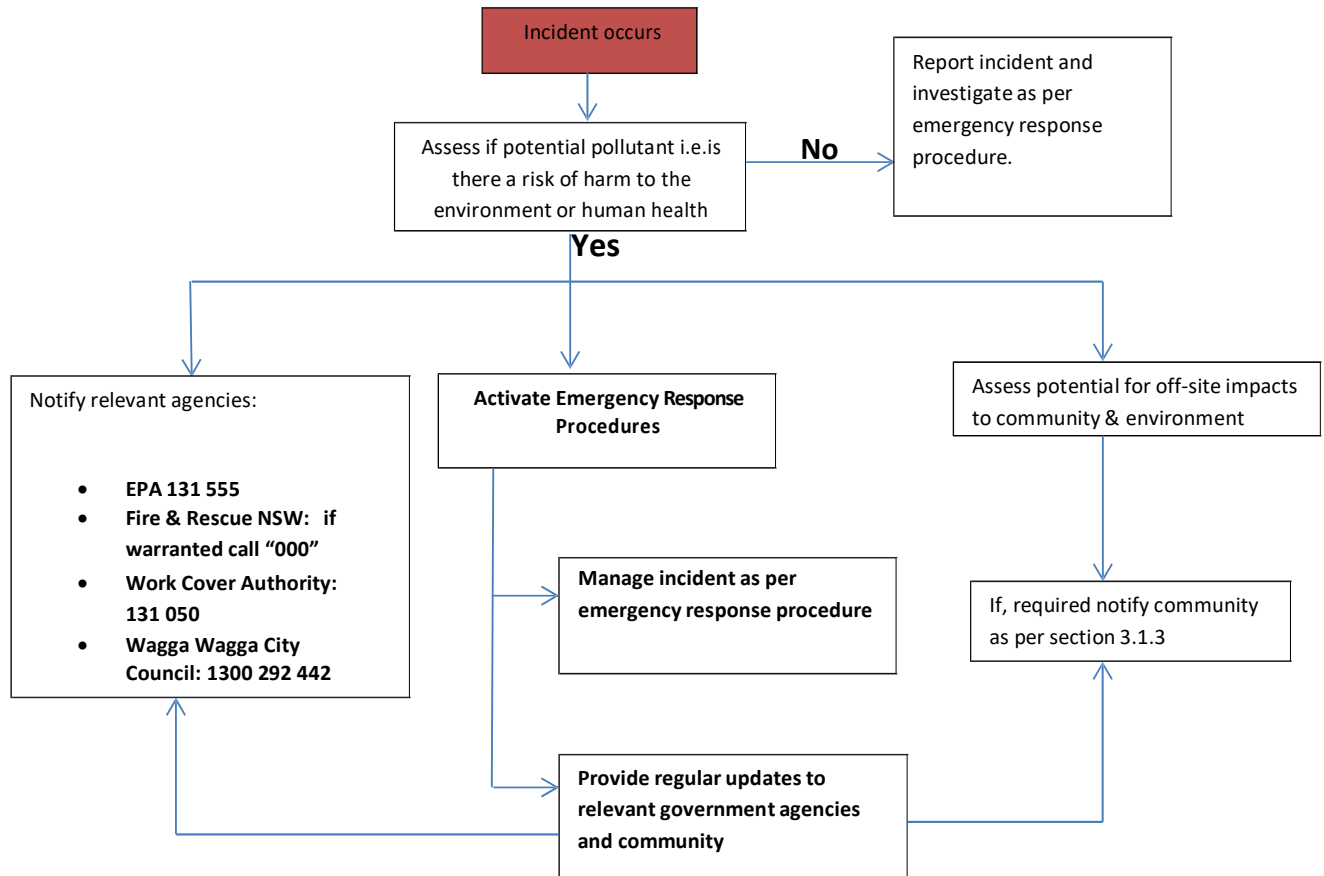 Incident occurs
Report incident and
investigate as per
emergency response
procedure.
Assess if potential pollutant i.e.is
there a risk of harm to the
environment or human health
No
Yes
Notify relevant agencies:
• EPA 131 555
• Fire & Rescue NSW: if
warranted call “000”
• Work Cover Authority:
131 050
• Wagga Wagga City
Council: 1300 292 442
Activate Emergency Response
Procedures
Assess potential for off-site impacts
to community & environment
Manage incident as per
emergency response procedure
If, required notify community
as per section 3.1.3
Provide regular updates to
relevant government agencies
and community